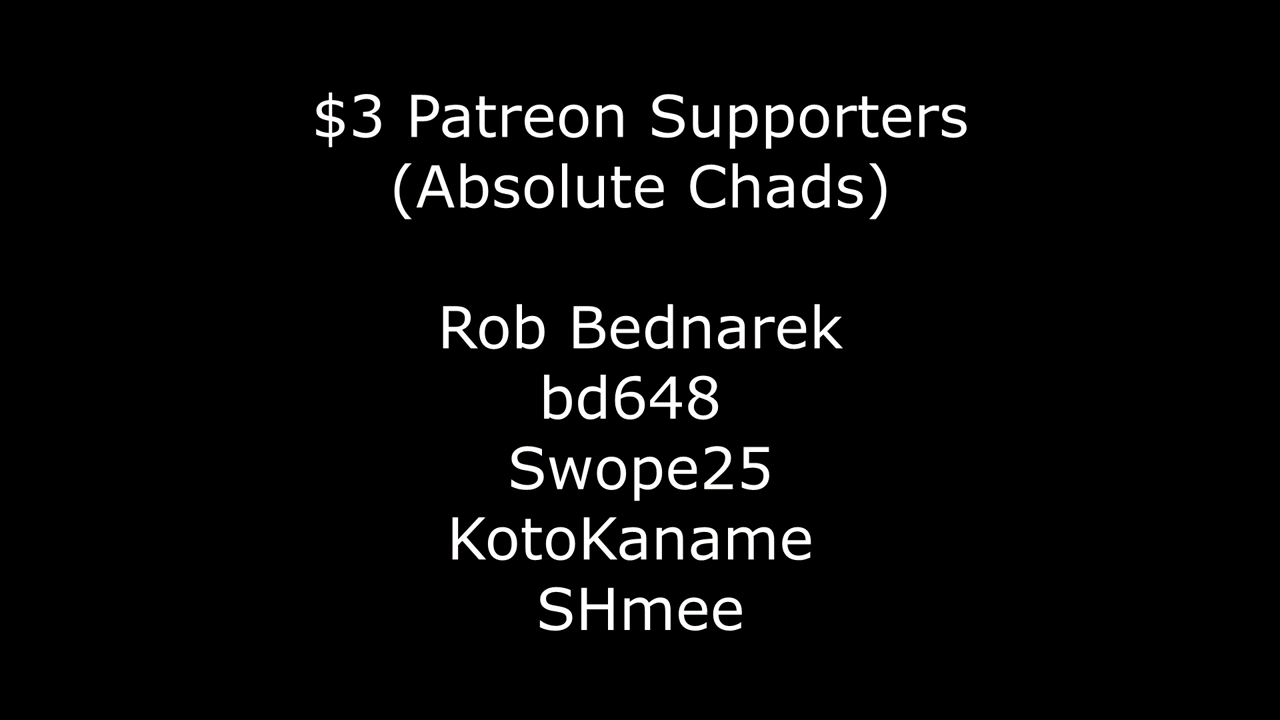 $3 Patreon Supporters
(Absolute Chads)
Rob Bednarek
bd648
Swope25
KotoKaname
SHmee